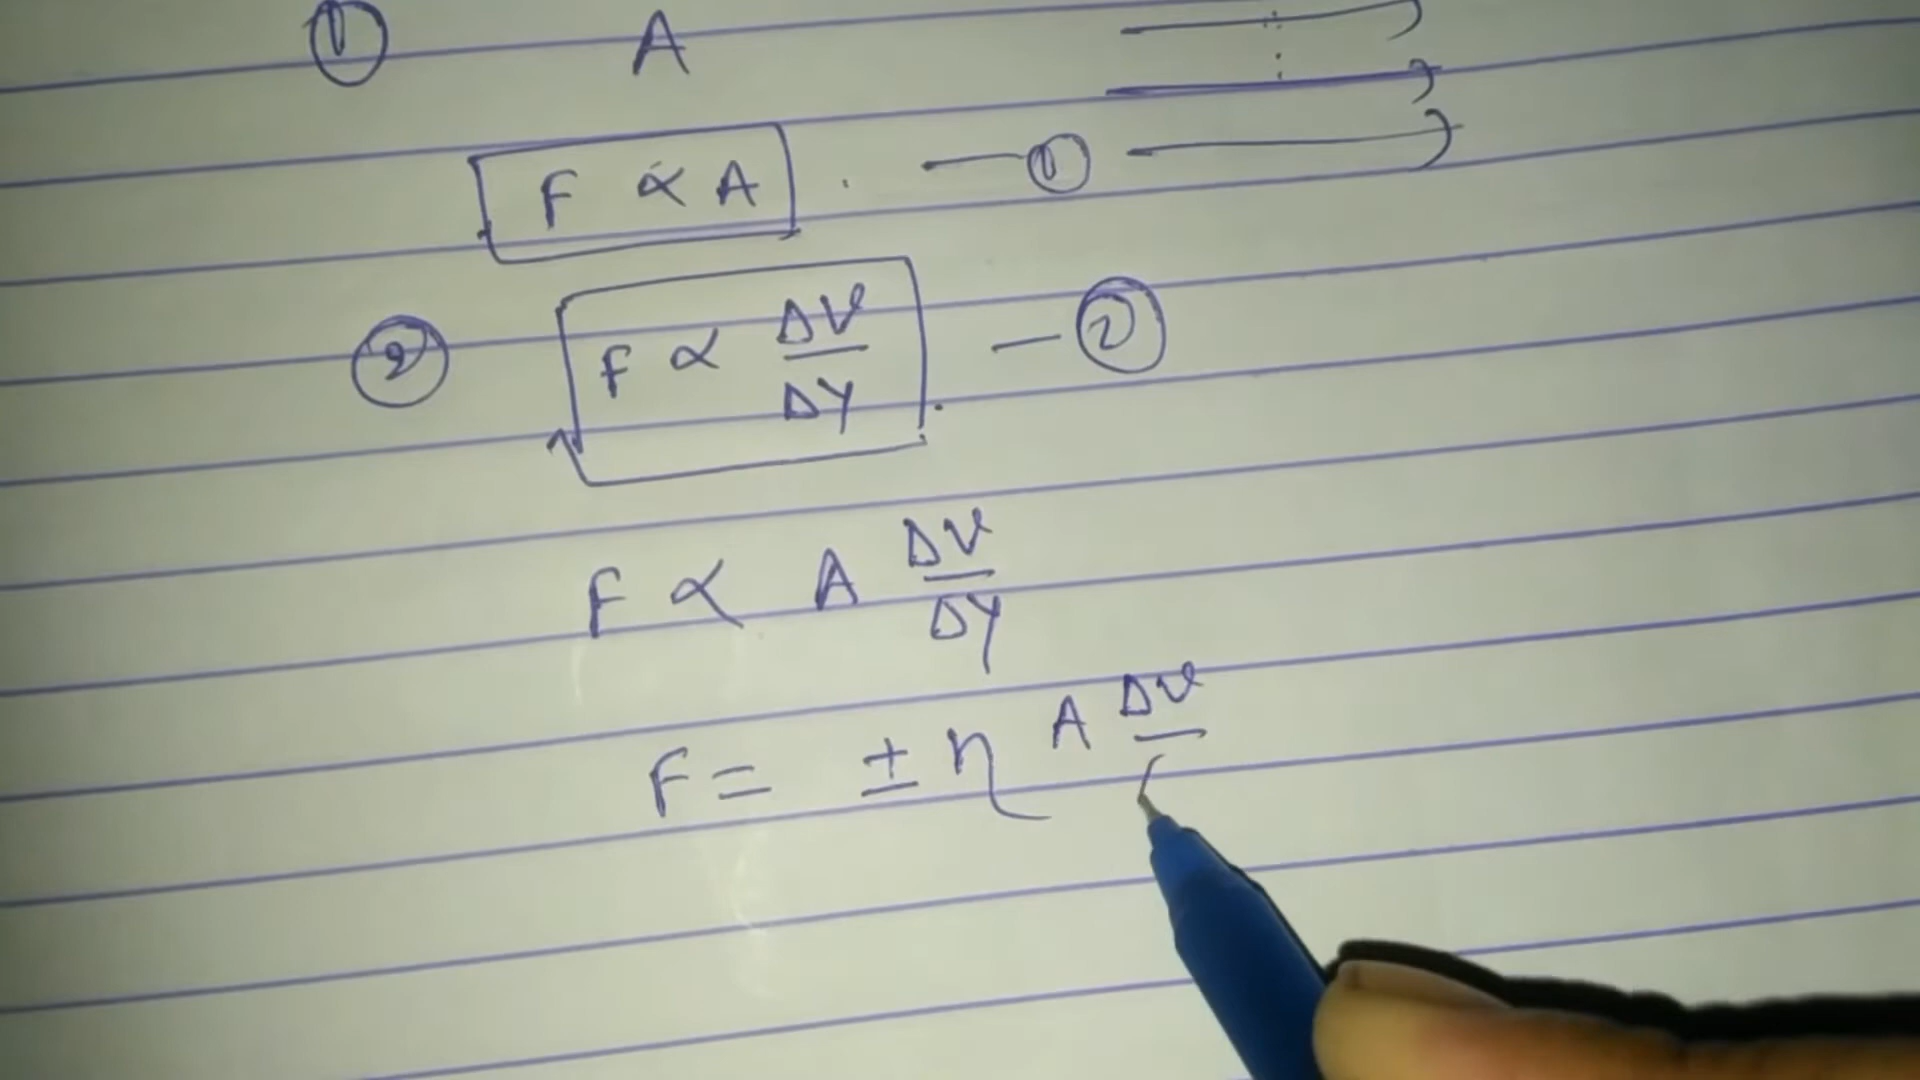 ① A
F ∝ A . — ①
② F ∝ ΔV/ΔY . — ②
F ∝ A ΔV/ΔY
F = ± η A ΔV/